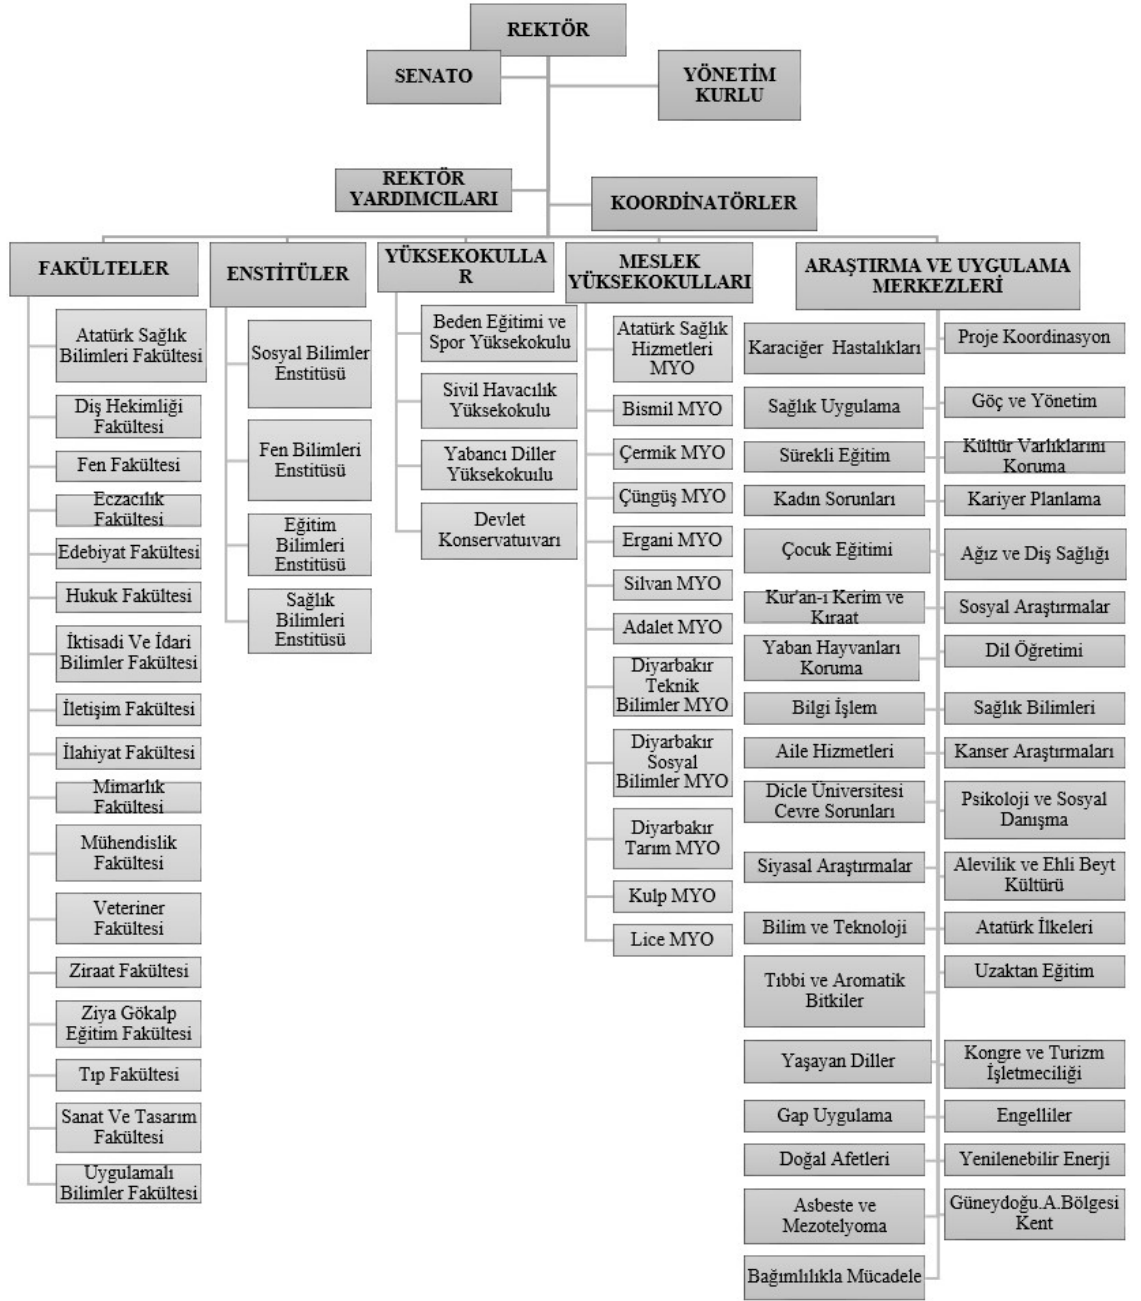 REKTÖR
SENATO
YÖNETİM
KURLU
REKTÖR
YARDIMCILARI
KOORDİNATÖRLER
FAKÜLTELER
Atatürk Sağlık
Bilimleri Fakültesi
Diş Hekimliği
Fakültesi
Fen Fakültesi
Eczacılık
Fakültesi
Edebiyat Fakültesi
Hukuk Fakültesi
İktisadi Ve İdari
Bilimler Fakültesi
İletişim Fakültesi
İlahiyat Fakültesi
Mimarlık
Fakültesi
Mühendislik
Fakültesi
Veteriner
Fakültesi
Ziraat Fakültesi
Ziya Gökalp
Eğitim Fakültesi
Tıp Fakültesi
Sanat Ve Tasarım
Fakültesi
Uygulamalı
Bilimler Fakültesi
ENSTİTÜLER
Sosyal Bilimler
Enstitüsü
Fen Bilimleri
Enstitüsü
Eğitim
Bilimleri
Enstitüsü
Sağlık
Bilimleri
Enstitüsü
YÜKSEKOKULLA
R
Beden Eğitimi ve
Spor Yüksekokulu
Sivil Havacılık
Yüksekokulu
Yabancı Diller
Yüksekokuılu
Devlet
Konservatuıvarı
MESLEK
YÜKSEKOKULLARI
Atatürk Sağlık
Hizmetleri
MYO
Bismil MYO
Çermik MYO
Çüngüş MYO
Ergani MYO
Silvan MYO
Adalet MYO
Diyarbakır
Teknik
Bilimler MYO
Diyarbakır
Sosyal
Bilimler MYO
Diyarbakır
Tarım MYO
Kulp MYO
Lice MYO
ARAŞTIRMA VE UYGULAMA
MERKEZLERİ
Karaciğer Hastalıkları
Proje Koordinasyon
Sağlık Uygulama
Göç ve Yönetim
Sürekli Eğitim
Kültür Varlıklarını
Koruma
Kadın Sorunları
Kariyer Planlama
Çocuk Eğitimi
Ağız ve Diş Sağlığı
Kur'an-ı Kerim ve
Kıraat
Sosyal Araştırmalar
Yaban Hayvanları
Koruma
Dil Öğretimi
Bilgi İşlem
Sağlık Bilimleri
Aile Hizmetleri
Kanser Araştırmaları
Dicle Üniversitesi
Cevre Sorunları
Psikoloji ve Sosyal
Danışma
Siyasal Araştırmalar
Alevilik ve Ehli Beyt
Kültürü
Bilim ve Teknoloji
Atatürk İlkeleri
Tıbbi ve Aromatik
Bitkiler
Uzaktan Eğitim
Yaşayan Diller
Kongre ve Turizm
İşletmeciliği
Gap Uygulama
Engelliler
Doğal Afetleri
Yenilenebilir Enerji
Asbeste ve
Mezotelyoma
Güneydoğu.A.Bölgesi
Kent
Bağımlılıkla Mücadele